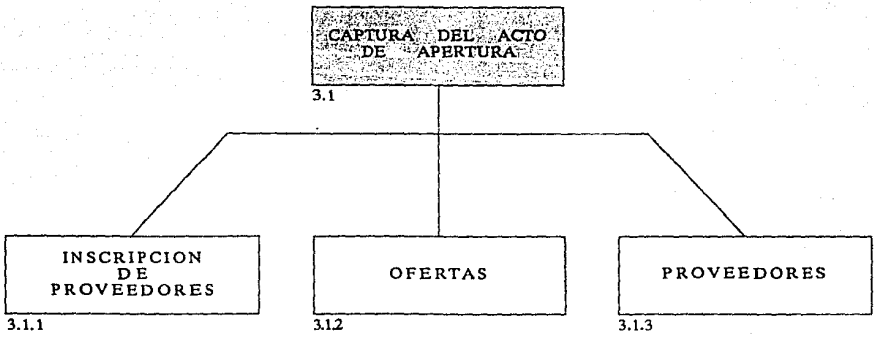 CAPTURA DEL ACTO
DE APERTURA
3.1
INSCRIPCION
DE
PROVEEDORES
3.1.1
OFERTAS
3.1.2
PROVEEDORES
3.1.3